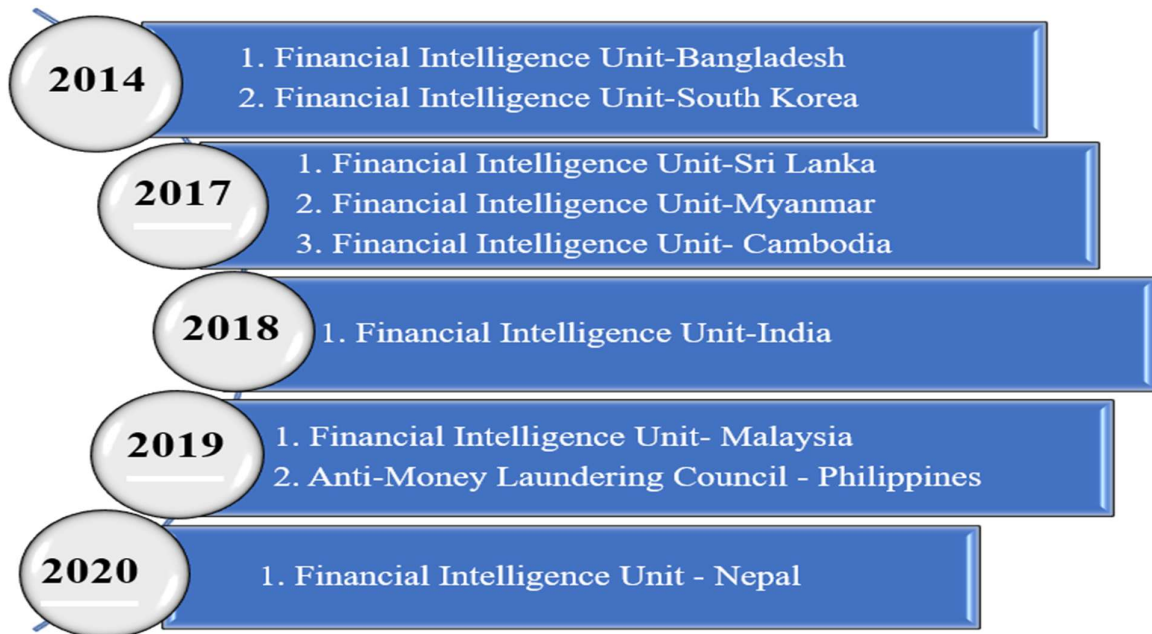 2014
1. Financial Intelligence Unit-Bangladesh
2. Financial Intelligence Unit-South Korea
2017
1. Financial Intelligence Unit-Sri Lanka
2. Financial Intelligence Unit-Myanmar
3. Financial Intelligence Unit- Cambodia
2018
1. Financial Intelligence Unit-India
2019
1. Financial Intelligence Unit- Malaysia
2. Anti-Money Laundering Council - Philippines
2020
1. Financial Intelligence Unit - Nepal